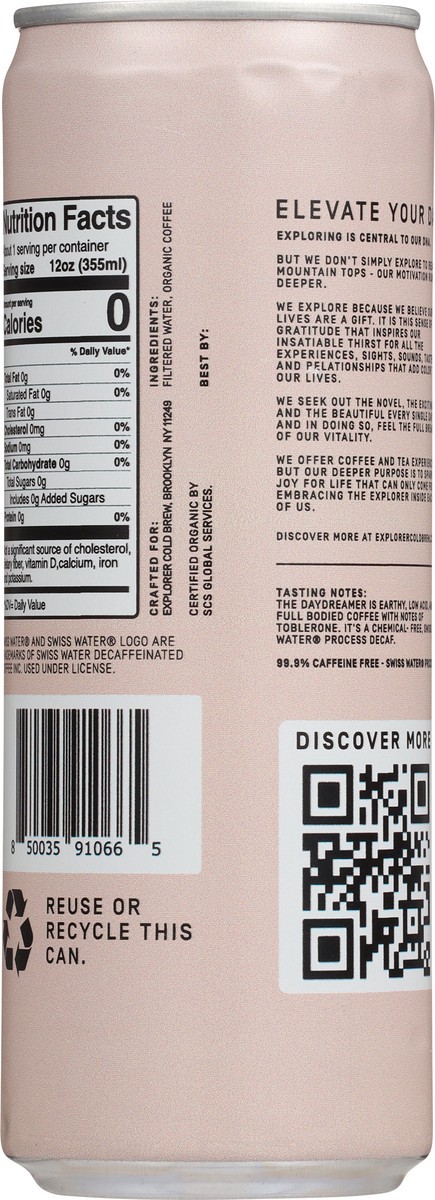 Nutrition Facts
about 1 serving per container
Serving size 12oz (355ml)
Amount per serving
Calories 0
% Daily Value*
Total Fat 0g 0%
Saturated Fat 0g 0%
Trans Fat 0g
Cholesterol 0mg 0%
Sodium 0mg 0%
Total Carbohydrate 0g 0%
Total Sugars 0g
Includes 0g Added Sugars
Protein 0g 0%
a significant source of cholesterol,
fiber, vitamin D,calcium, iron
potassium.
Daily Value
WATER® AND SWISS WATER® LOGO ARE
OF SWISS WATER DECAFFEINATED
INC. USED UNDER LICENSE.
INGREDIENTS:
FILTERED WATER, ORGANIC COFFEE
BEST BY:
CRAFTED FOR:
EXPLORER COLD BREW, BROOKLYN NY 11249
CERTIFIED ORGANIC BY
SCS GLOBAL SERVICES.
8 50035 91066 5
REUSE OR
RECYCLE THIS
CAN.
ELEVATE YOUR
EXPLORING IS CENTRAL TO OUR DNA.
BUT WE DON'T SIMPLY EXPLORE TO
MOUNTAIN TOPS - OUR MOTIVATION
DEEPER.
WE EXPLORE BECAUSE WE BELIEVE
LIVES ARE A GIFT. IT IS THIS SENSE
GRATITUDE THAT INSPIRES OUR
INSATIABLE THIRST FOR ALL THE
EXPERIENCES, SIGHTS, SOUNDS,
AND RELATIONSHIPS THAT ADD COLOR
OUR LIVES.
WE SEEK OUT THE NOVEL, THE
AND THE BEAUTIFUL EVERY SINGLE
AND IN DOING SO, FEEL THE FULL
OF OUR VITALITY.
WE OFFER COFFEE AND TEA
BUT OUR DEEPER PURPOSE IS TO
JOY FOR LIFE THAT CAN ONLY COME
EMBRACING THE EXPLORER INSIDE
OF US.
DISCOVER MORE AT
TASTING NOTES:
THE DAYDREAMER IS EARTHY, LOW
FULL BODIED COFFEE WITH NOTES OF
TOBLERONE. IT'S A CHEMICAL- FREE,
WATER® PROCESS DECAF.
99.9% CAFFEINE FREE - SWISS WATER®
DISCOVER MORE